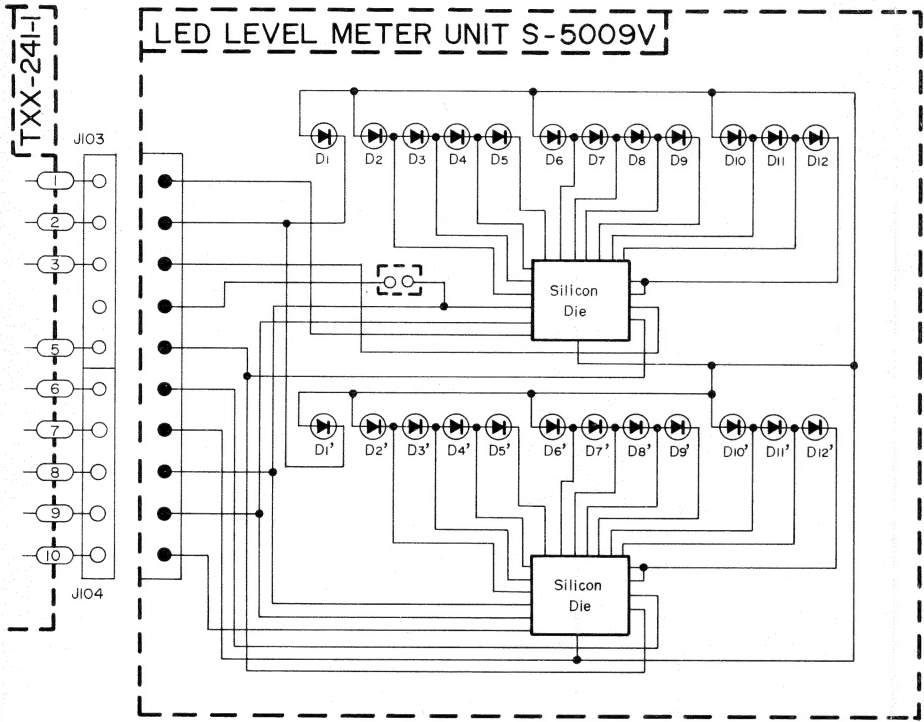 TXX-241-1
LED LEVEL METER UNIT S-5009V
J103
D1 D2 D3 D4 D5 D6 D7 D8 D9 D10 D11 D12
1
2
3
Silicon
Die
5
6
7
D1' D2' D3' D4' D5' D6' D7' D8' D9' D10' D11' D12'
8
9
10
Silicon
Die
J104